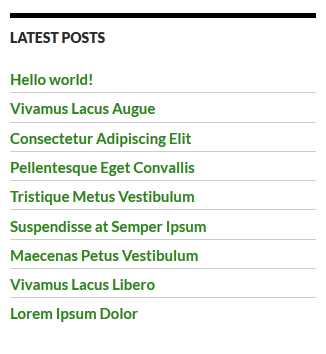 LATEST POSTS
Hello world!
Vivamus Lacus Augue
Consectetur Adipiscing Elit
Pellentesque Eget Convallis
Tristique Metus Vestibulum
Suspendisse at Semper Ipsum
Maecenas Petus Vestibulum
Vivamus Lacus Libero
Lorem Ipsum Dolor